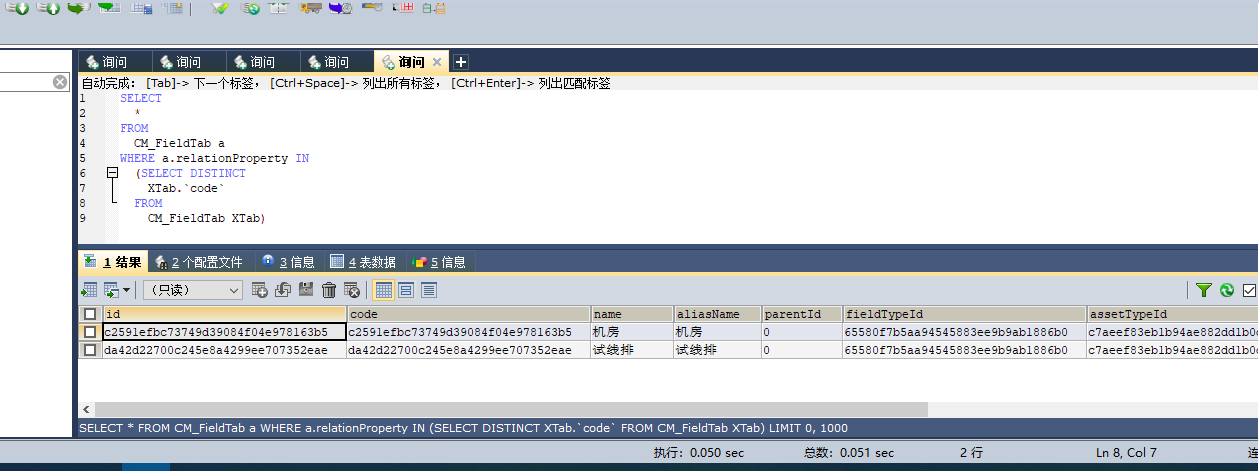 询问 询问 询问 询问 询问
自动完成： [Tab]-> 下一个标签， [Ctrl+Space]-> 列出所有标签， [Ctrl+Enter]-> 列出匹配标签
1 SELECT
2 *
3 FROM
4 CM_FieldTab a
5 WHERE a.relationProperty IN
6 (SELECT DISTINCT
7 XTab.`code`
8 FROM
9 CM_FieldTab XTab)
1 结果 2 个配置文件 3 信息 4 表数据 5 信息
（只读）
id code name aliasName parentId fieldTypeId assetTypeId
c2591efbc73749d39084f04e978163b5 c2591efbc73749d39084f04e978163b5 机房 机房 0 65580f7b5aa94545883ee9b9ab1886b0
da42d22700c245e8a4299ee707352eae da42d22700c245e8a4299ee707352eae 试线排 试线排 0 65580f7b5aa94545883ee9b9ab1886b0
SELECT * FROM CM_FieldTab a WHERE a.relationProperty IN (SELECT DISTINCT XTab.`code` FROM CM_FieldTab XTab) LIMIT 0, 1000
执行： 0.050 sec 总数： 0.051 sec 2 行 Ln 8, Col 7